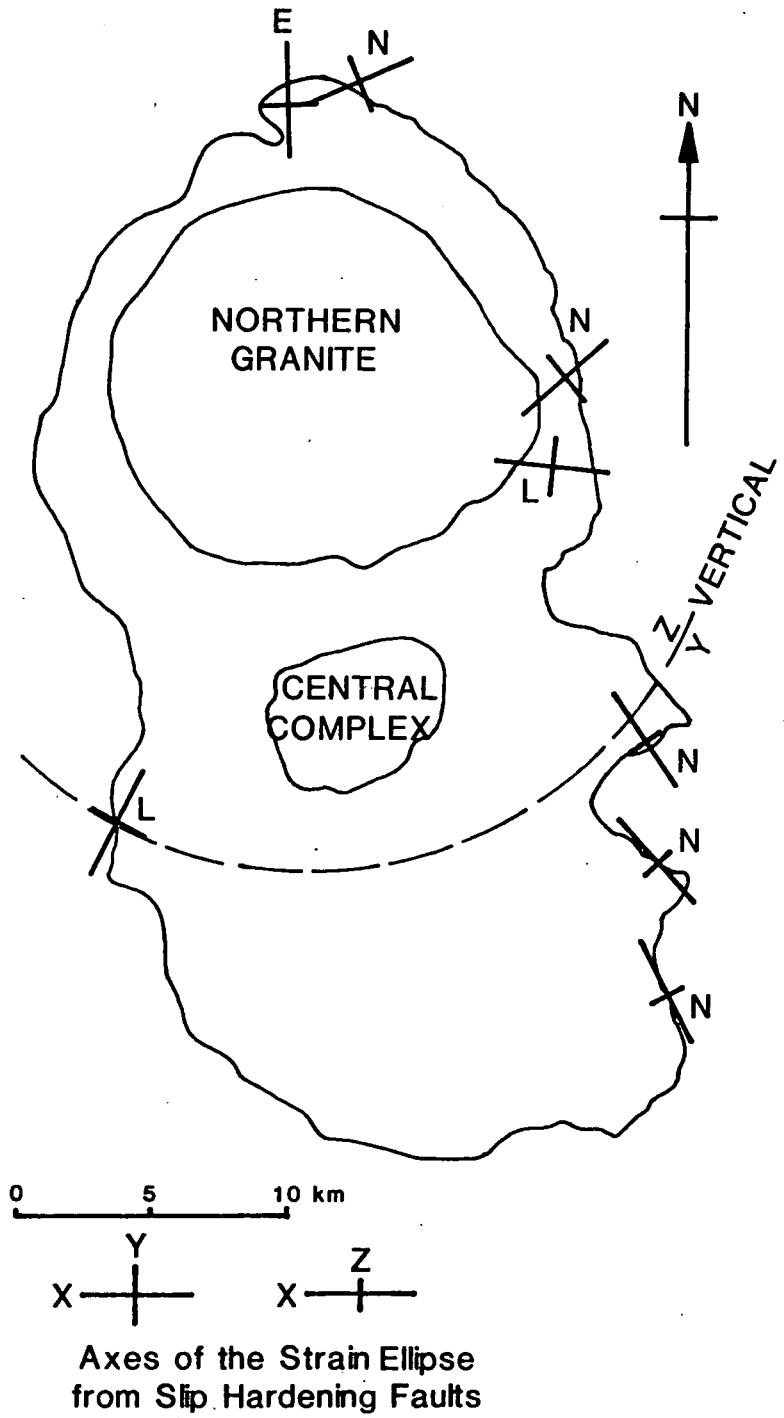 E
N
N
NORTHERN
GRANITE
N
L
Z
Y
VERTICAL
CENTRAL
COMPLEX
N
L
N
N
0 5 10 km
Y
X
Z
X
Axes of the Strain Ellipse
from Slip Hardening Faults